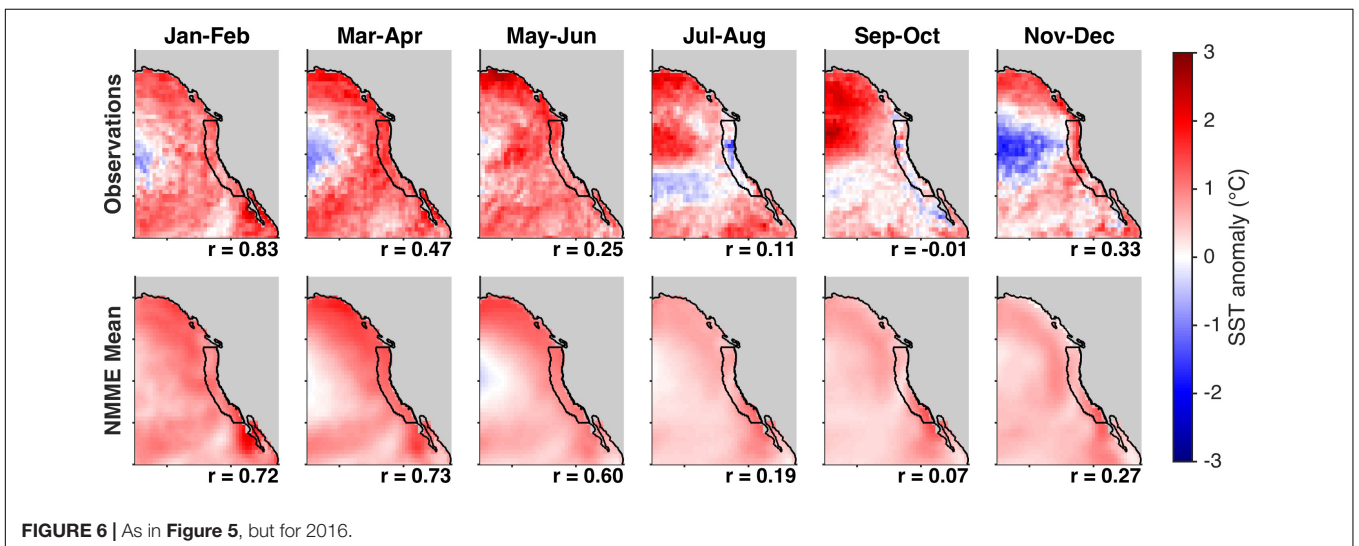 Jan-Feb Mar-Apr May-Jun Jul-Aug Sep-Oct Nov-Dec
Observations
r = 0.83 r = 0.47 r = 0.25 r = 0.11 r = -0.01 r = 0.33
NMME Mean
r = 0.72 r = 0.73 r = 0.60 r = 0.19 r = 0.07 r = 0.27
3
2
1
0
-1
-2
-3
SST anomaly (°C)
FIGURE 6 | As in Figure 5, but for 2016.